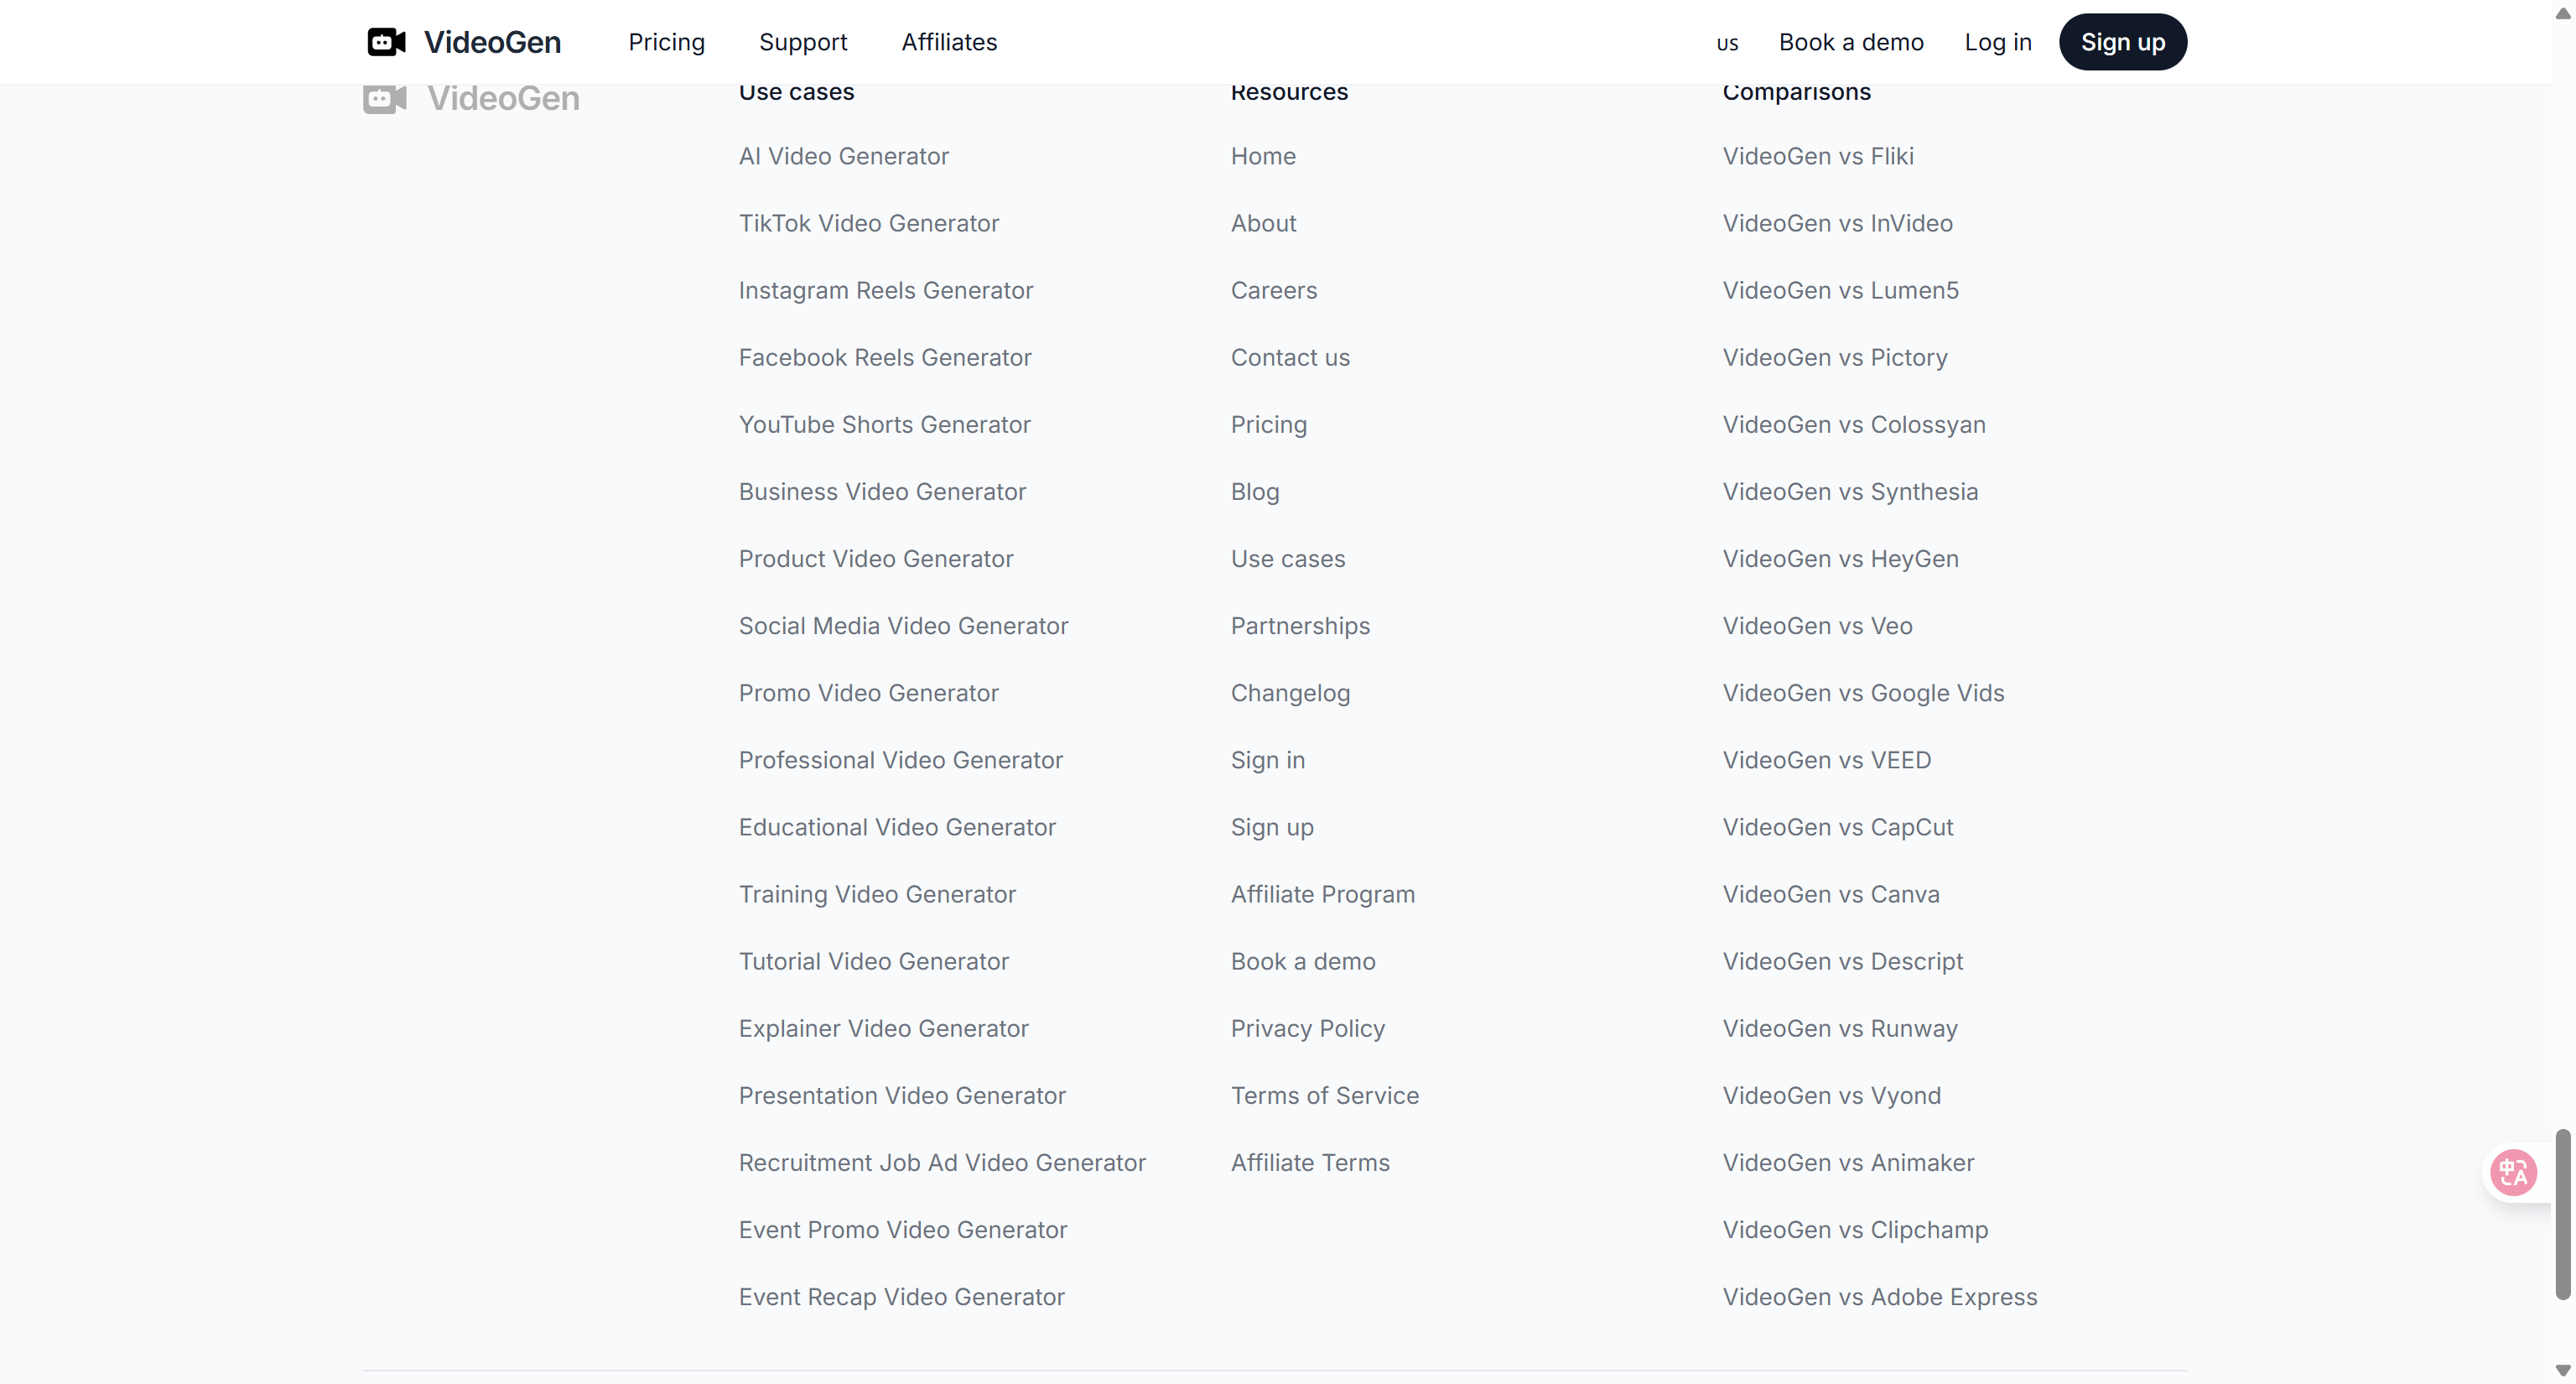 VideoGen
Pricing
Support
Affiliates
US
Book a demo
Log in
Sign up
VideoGen
Use cases
AI Video Generator
TikTok Video Generator
Instagram Reels Generator
Facebook Reels Generator
YouTube Shorts Generator
Business Video Generator
Product Video Generator
Social Media Video Generator
Promo Video Generator
Professional Video Generator
Educational Video Generator
Training Video Generator
Tutorial Video Generator
Explainer Video Generator
Presentation Video Generator
Recruitment Job Ad Video Generator
Event Promo Video Generator
Event Recap Video Generator
Resources
Home
About
Careers
Contact us
Pricing
Blog
Use cases
Partnerships
Changelog
Sign in
Sign up
Affiliate Program
Book a demo
Privacy Policy
Terms of Service
Affiliate Terms
Comparisons
VideoGen vs Fliki
VideoGen vs InVideo
VideoGen vs Lumen5
VideoGen vs Pictory
VideoGen vs Colossyan
VideoGen vs Synthesia
VideoGen vs HeyGen
VideoGen vs Veo
VideoGen vs Google Vids
VideoGen vs VEED
VideoGen vs CapCut
VideoGen vs Canva
VideoGen vs Descript
VideoGen vs Runway
VideoGen vs Vyond
VideoGen vs Animaker
VideoGen vs Clipchamp
VideoGen vs Adobe Express
中A